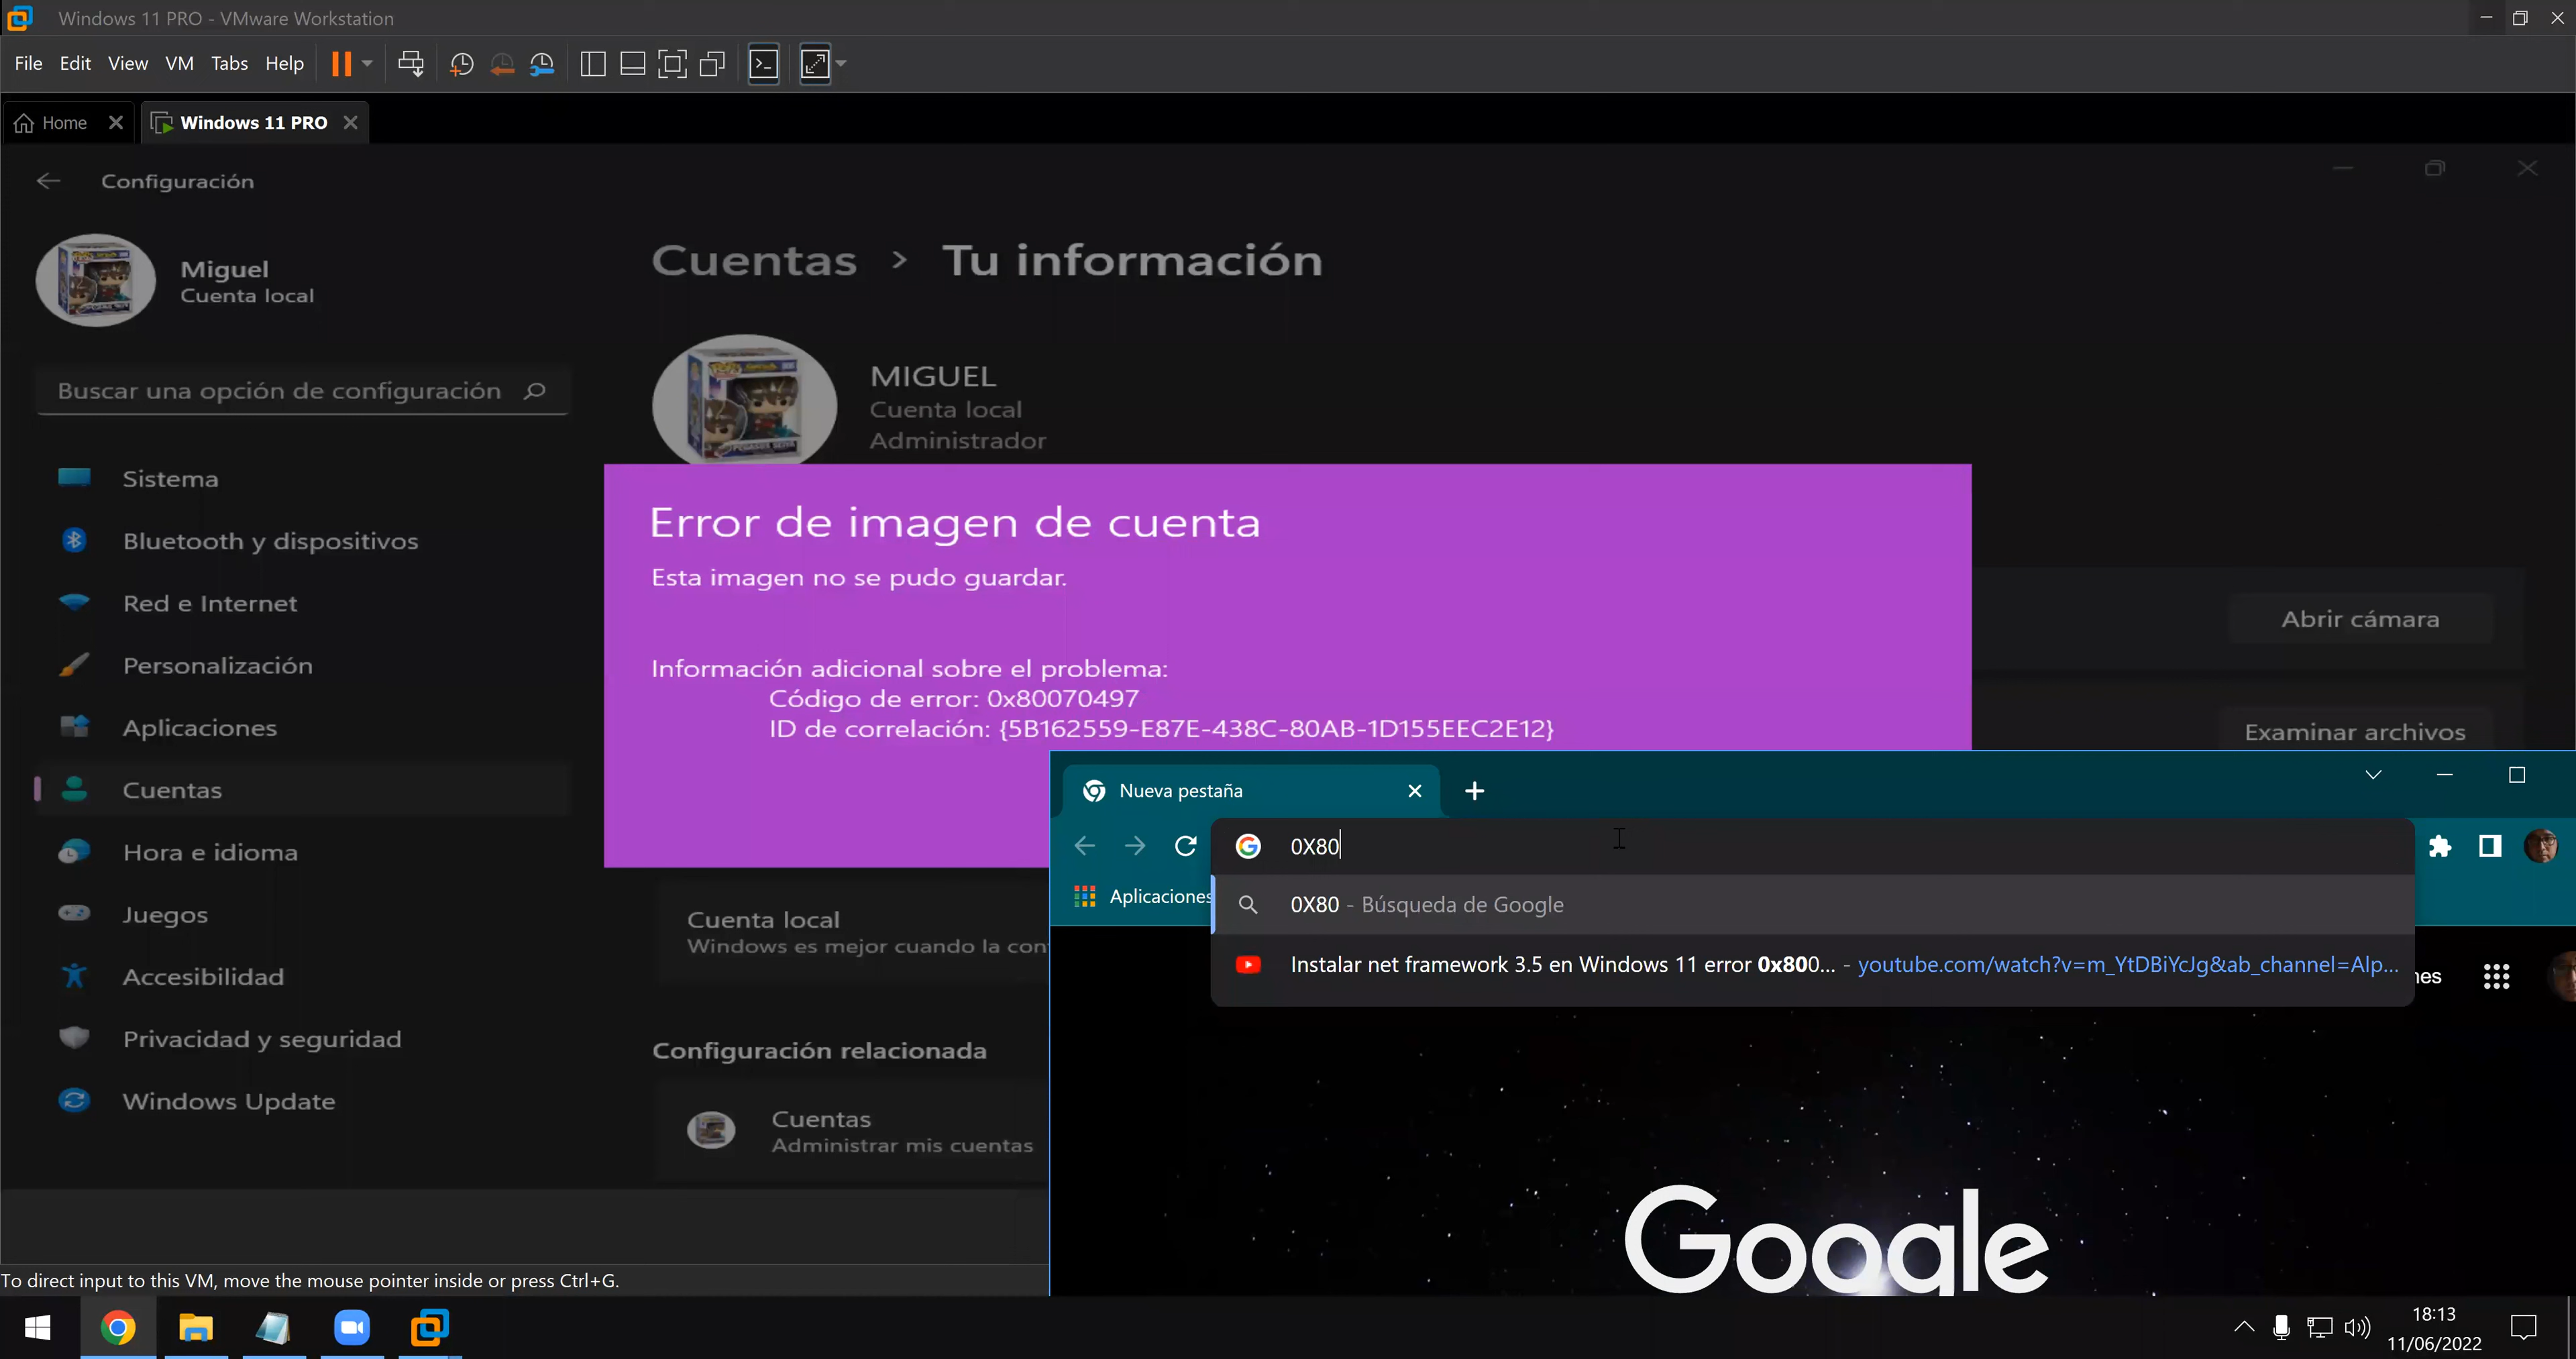 Windows 11 PRO - VMware Workstation
File Edit View VM Tabs Help
Home
Windows 11 PRO
Configuración
Miguel
Cuenta local
Buscar una opción de configuración
Sistema
Bluetooth y dispositivos
Red e Internet
Personalización
Aplicaciones
Cuentas
Hora e idioma
Juegos
Accesibilidad
Privacidad y seguridad
Windows Update
Cuentas > Tu información
MIGUEL
Cuenta local
Administrador
Error de imagen de cuenta
Esta imagen no se pudo guardar.
Información adicional sobre el problema:
Código de error: 0x80070497
ID de correlación: {5B162559-E87E-438C-80AB-1D155EEC2E12}
Abrir cámara
Examinar archivos
Cuenta local
Windows es mejor cuando la con
Configuración relacionada
Cuentas
Administrar mis cuentas
Nueva pestaña
0X80
Aplicaciones
0X80 - Búsqueda de Google
Instalar net framework 3.5 en Windows 11 error 0x800... - youtube.com/watch?v=m_YtDBiYcJg&ab_channel=Alp...
Google
To direct input to this VM, move the mouse pointer inside or press Ctrl+G.
18:13
11/06/2022